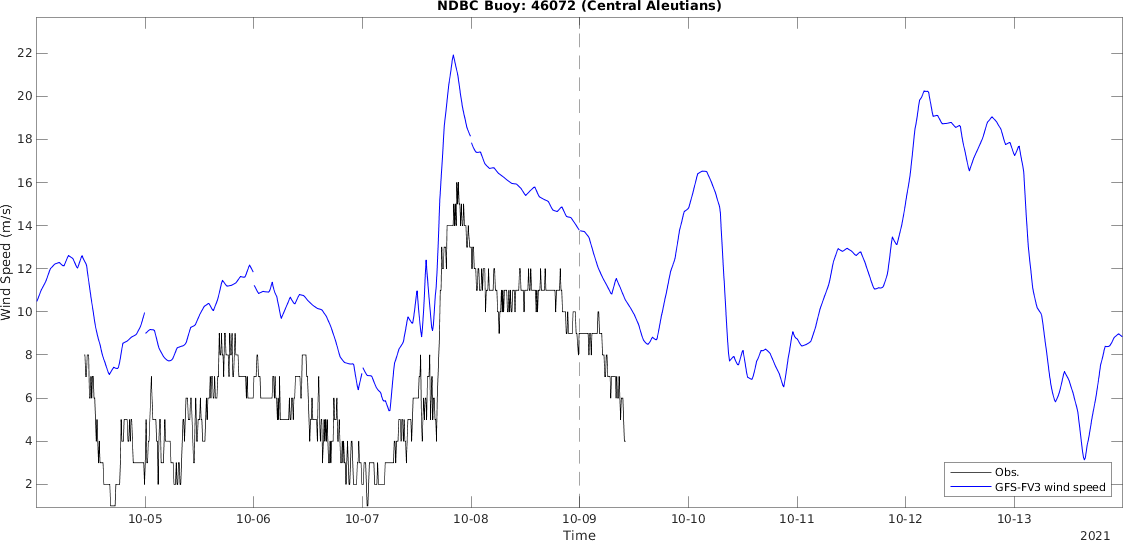 NDBC Buoy: 46072 (Central Aleutians)
22
20
18
16
14
12
10
8
6
4
2
Wind Speed (m/s)
Obs.
GFS-FV3 wind speed
10-05 10-06 10-07 10-08 10-09 10-10 10-11 10-12 10-13
Time
2021